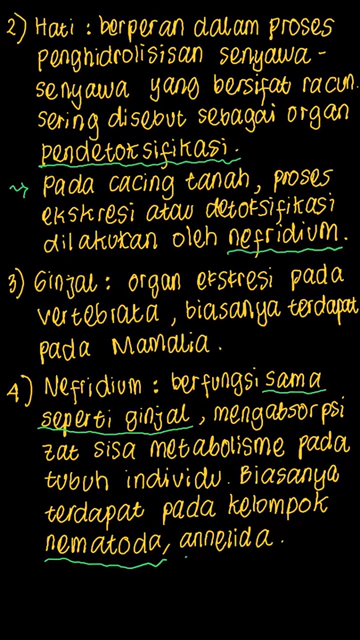 2) Hati : berperan dalam proses
penghidrolisisan senyawa -
senyawa yang bersifat racun.
sering disebut sebagai organ
pendetoksifikasi.
↝ Pada cacing tanah, proses
ekskresi atau detoksifikasi
dilakukan oleh nefridium.
3) Ginjal : organ ekskresi pada
vertebrata, biasanya terdapat
pada Mamalia.
4) Nefridium : berfungsi sama
seperti ginjal, mengabsorpsi
zat sisa metabolisme pada
tubuh individu. Biasanya
terdapat pada kelompok
nematoda, annelida.